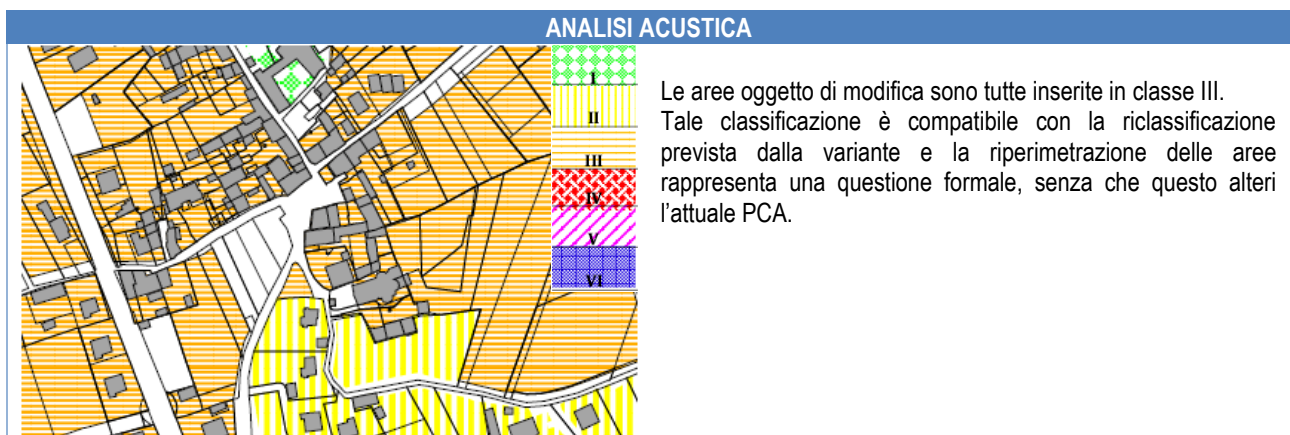 ANALISI ACUSTICA
I
II
III
IV
V
VI
Le aree oggetto di modifica sono tutte inserite in classe III.
Tale classificazione è compatibile con la riclassificazione
prevista dalla variante e la riperimetrazione delle aree
rappresenta una questione formale, senza che questo alteri
l'attuale PCA.